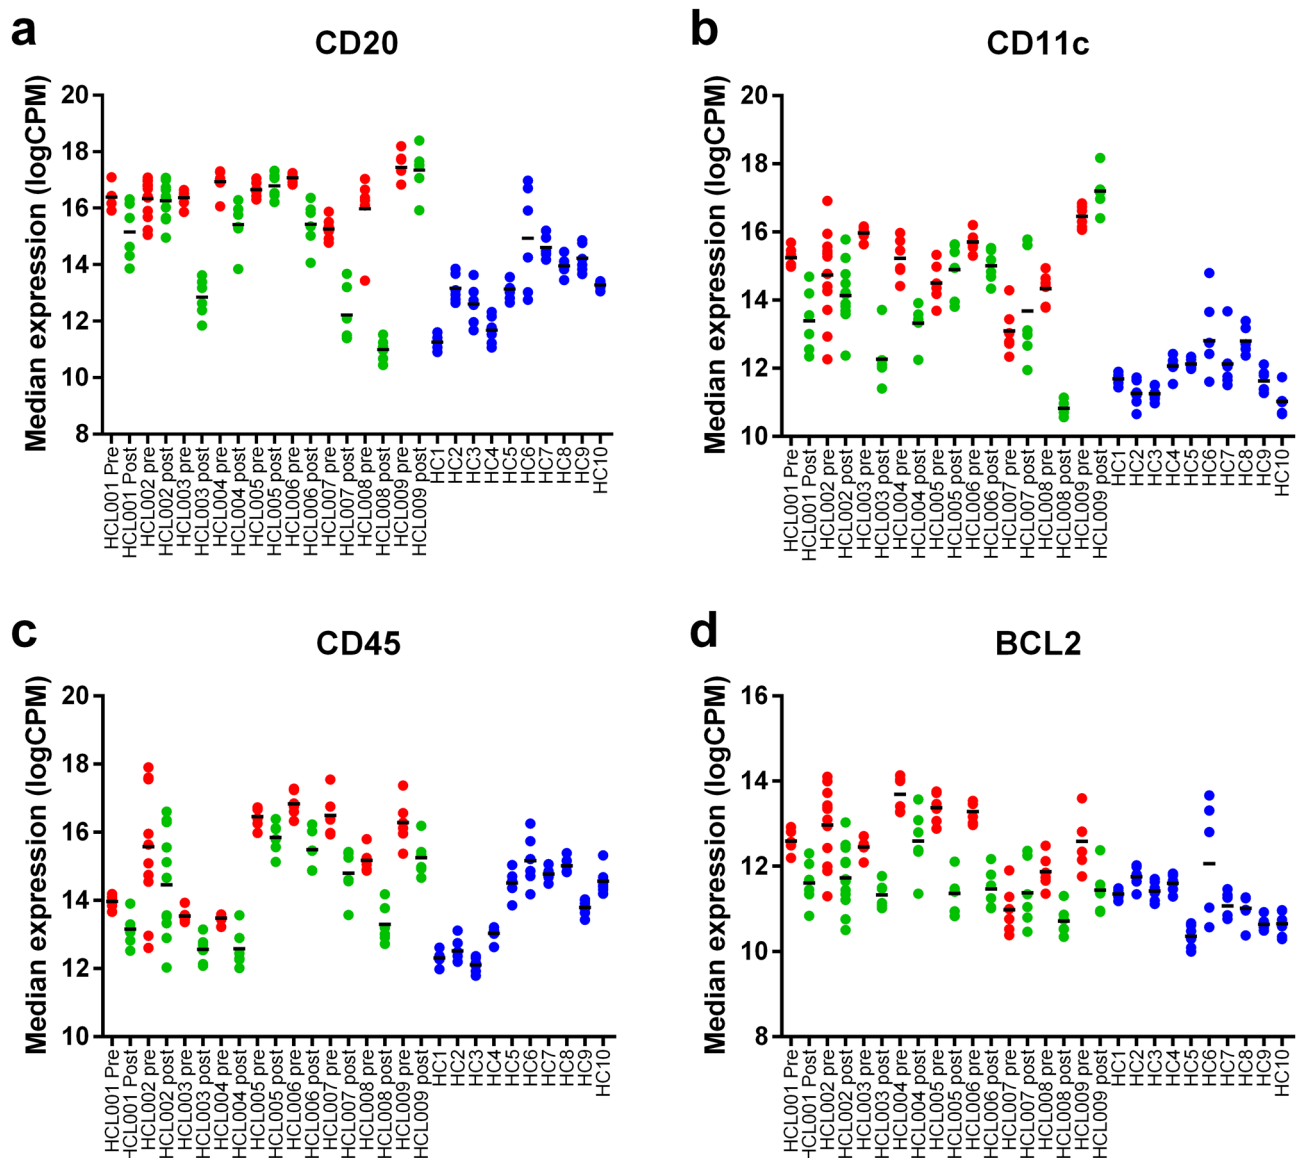 a
CD20
Median expression (logCPM)
20
18
16
14
12
10
8
HCL001 Pre
HCL001 Post
HCL002 pre
HCL002 post
HCL003 pre
HCL003 post
HCL004 pre
HCL004 post
HCL005 pre
HCL005 post
HCL006 pre
HCL006 post
HCL007 pre
HCL007 post
HCL008 pre
HCL008 post
HCL009 pre
HCL009 post
HC1
HC2
HC3
HC4
HC5
HC6
HC7
HC8
HC9
HC10
b
CD11c
Median expression (logCPM)
20
18
16
14
12
10
HCL001 Pre
HCL001 Post
HCL002 pre
HCL002 post
HCL003 pre
HCL003 post
HCL004 pre
HCL004 post
HCL005 pre
HCL005 post
HCL006 pre
HCL006 post
HCL007 pre
HCL007 post
HCL008 pre
HCL008 post
HCL009 pre
HCL009 post
HC1
HC2
HC3
HC4
HC5
HC6
HC7
HC8
HC9
HC10
c
CD45
Median expression (logCPM)
20
18
16
14
12
10
HCL001 Pre
HCL001 Post
HCL002 pre
HCL002 post
HCL003 pre
HCL003 post
HCL004 pre
HCL004 post
HCL005 pre
HCL005 post
HCL006 pre
HCL006 post
HCL007 pre
HCL007 post
HCL008 pre
HCL008 post
HCL009 pre
HCL009 post
HC1
HC2
HC3
HC4
HC5
HC6
HC7
HC8
HC9
HC10
d
BCL2
Median expression (logCPM)
16
14
12
10
8
HCL001 Pre
HCL001 Post
HCL002 pre
HCL002 post
HCL003 pre
HCL003 post
HCL004 pre
HCL004 post
HCL005 pre
HCL005 post
HCL006 pre
HCL006 post
HCL007 pre
HCL007 post
HCL008 pre
HCL008 post
HCL009 pre
HCL009 post
HC1
HC2
HC3
HC4
HC5
HC6
HC7
HC8
HC9
HC10